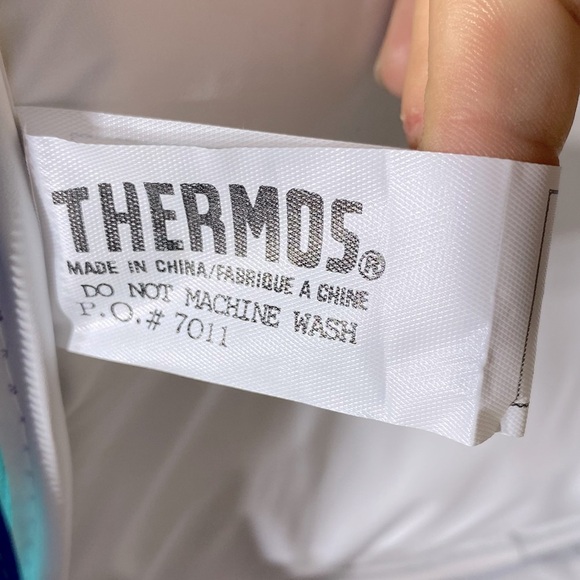 THERMOS®
MADE IN CHINA/FABRIQUE A CHINE
DO NOT MACHINE WASH
P.O.# 7011